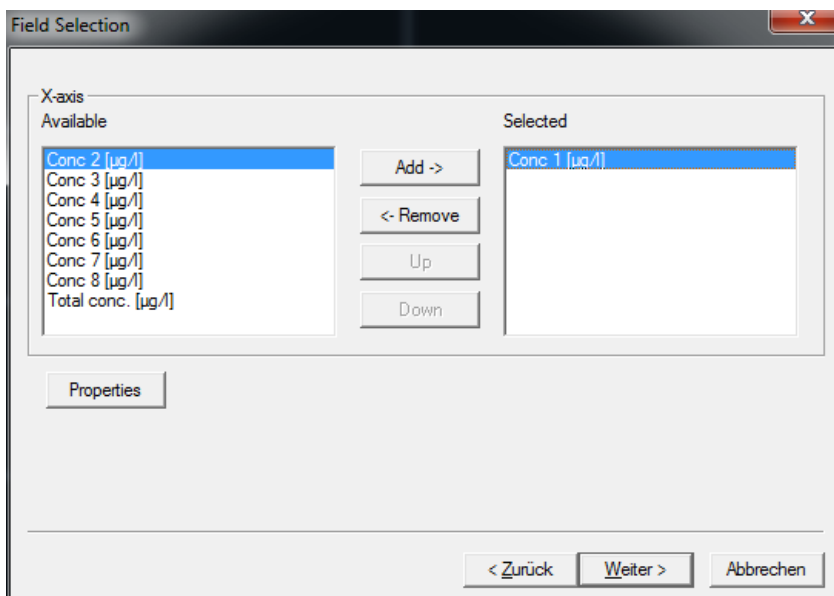 Field Selection
X-axis
Available
Selected
Conc 2 [µg/l]
Conc 3 [µg/l]
Conc 4 [µg/l]
Conc 5 [µg/l]
Conc 6 [µg/l]
Conc 7 [µg/l]
Conc 8 [µg/l]
Total conc. [µg/l]
Add ->
<- Remove
Up
Down
Conc 1 [µg/l]
Properties
< Zurück
Weiter >
Abbrechen